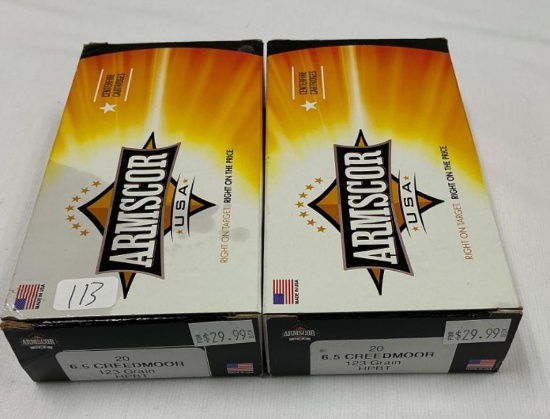 CENTERFIRE
CARTRIDGES
ARMSCOR
USA
RIGHT ON TARGET. RIGHT ON THE PRICE
MADE IN USA
113
ARMSCOR
$29.99
20
6.5 CREEDMOOR
123 Grain
HPBT
CENTERFIRE
CARTRIDGES
ARMSCOR
USA
RIGHT ON TARGET. RIGHT ON THE PRICE
MADE IN USA
ARMSCOR
$29.99
20
6.5 CREEDMOOR
123 Grain
HPBT